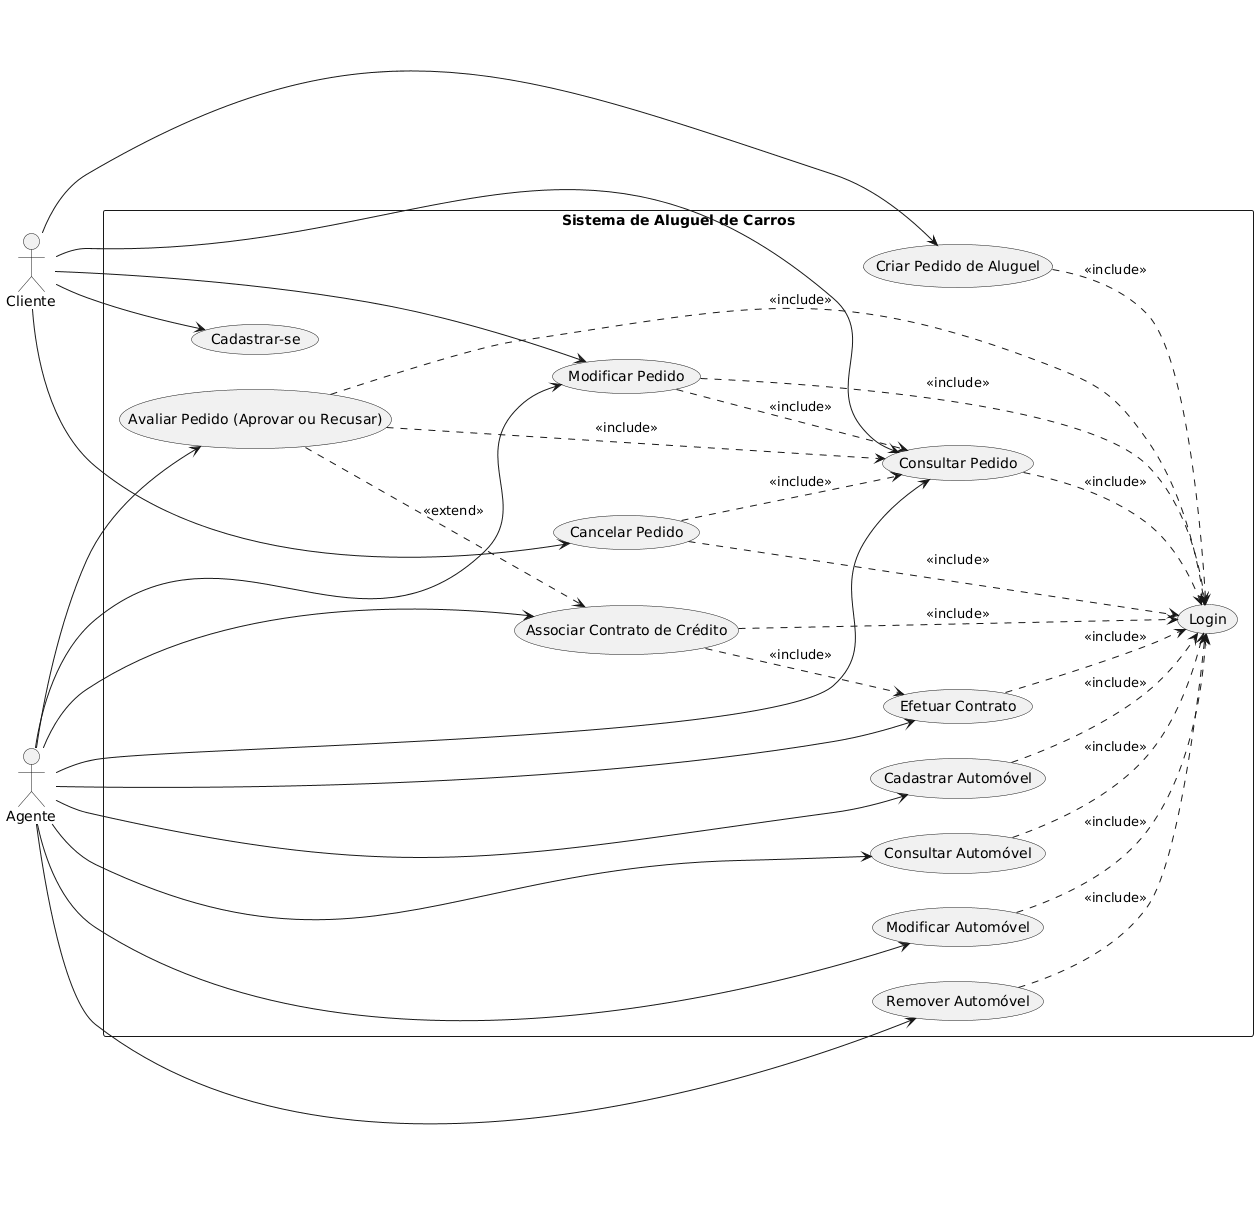 Sistema de Aluguel de Carros
Cliente
Criar Pedido de Aluguel
«include»
«include»
Cadastrar-se
Modificar Pedido
«include»
«include»
Avaliar Pedido (Aprovar ou Recusar)
«include»
Consultar Pedido
«include»
«include»
«extend»
Cancelar Pedido
«include»
«include»
Login
Associar Contrato de Crédito
«include»
«include»
«include»
Efetuar Contrato
«include»
Agente
Cadastrar Automóvel
«include»
Consultar Automóvel
«include»
Modificar Automóvel
«include»
Remover Automóvel